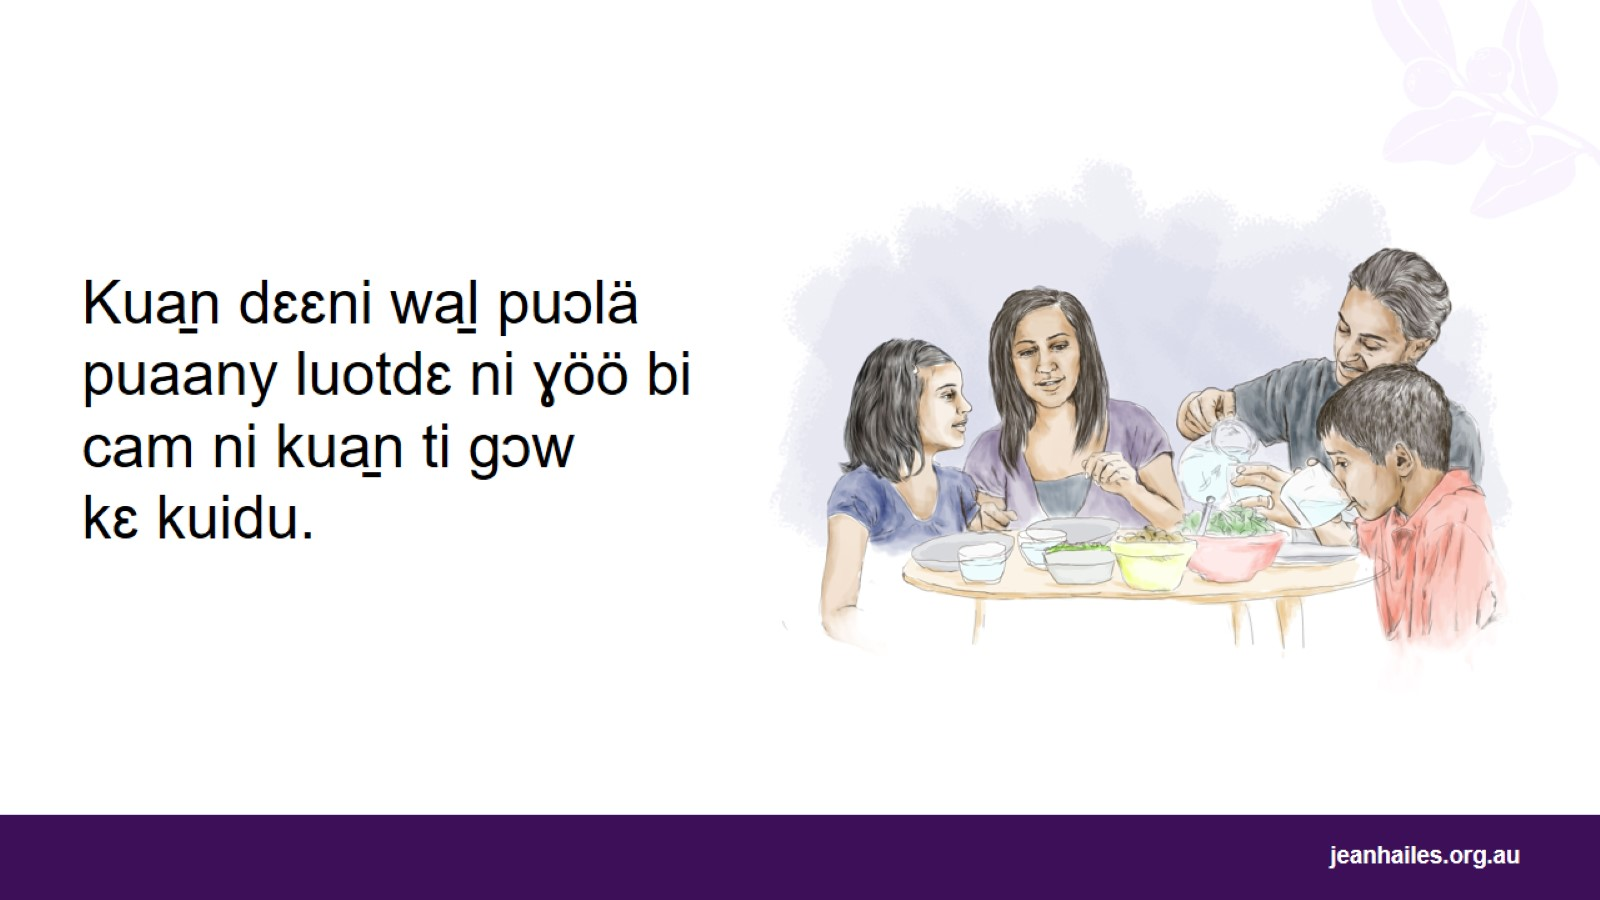 Kua̱n dɛɛni wa̱l puɔlä
puaany luotdɛ ni ɣöö bi
cam ni kua̱n ti gɔw
kɛ kuidu.
jeanhailes.org.au